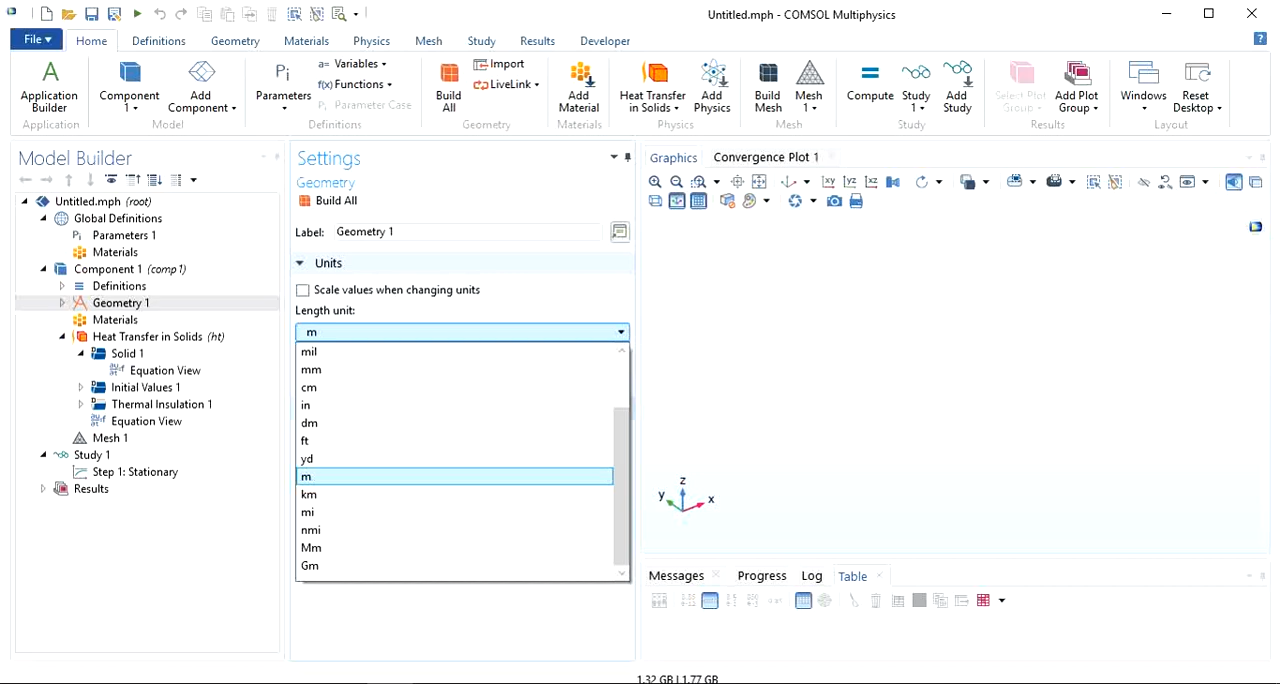 Untitled.mph - COMSOL Multiphysics
File Home Definitions Geometry Materials Physics Mesh Study Results Developer
Application Builder
Application
Component 1
Add Component
Model
Pi Parameters
a= Variables
f(x) Functions
Pi Parameter Case
Definitions
Build All
Import
LiveLink
Geometry
Add Material
Materials
Heat Transfer in Solids
Add Physics
Physics
Build Mesh
Mesh 1
Mesh
Compute
Study 1
Add Study
Study
Select Plot Group
Add Plot Group
Results
Windows
Reset Desktop
Layout
Model Builder
Untitled.mph (root)
Global Definitions
Pi Parameters 1
Materials
Component 1 (comp1)
Definitions
Geometry 1
Materials
Heat Transfer in Solids (ht)
Solid 1
Equation View
Initial Values 1
Thermal Insulation 1
Equation View
Mesh 1
Study 1
Step 1: Stationary
Results
Settings
Geometry
Build All
Label: Geometry 1
Units
Scale values when changing units
Length unit:
m
mil
mm
cm
in
dm
ft
yd
m
km
mi
nmi
Mm
Gm
Graphics Convergence Plot 1
xy yz xz
z
y x
Messages Progress Log Table
1.32 GB | 1.77 GB